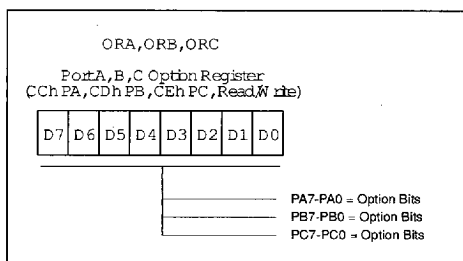 ORA,ORB,ORC
PortA,B,C Option Register
(CCh PA,CDh PB,CEh PC,Read/Write)
D7 D6 D5 D4 D3 D2 D1 D0
PA7-PA0 = Option Bits
PB7-PB0 = Option Bits
PC7-PC0 = Option Bits